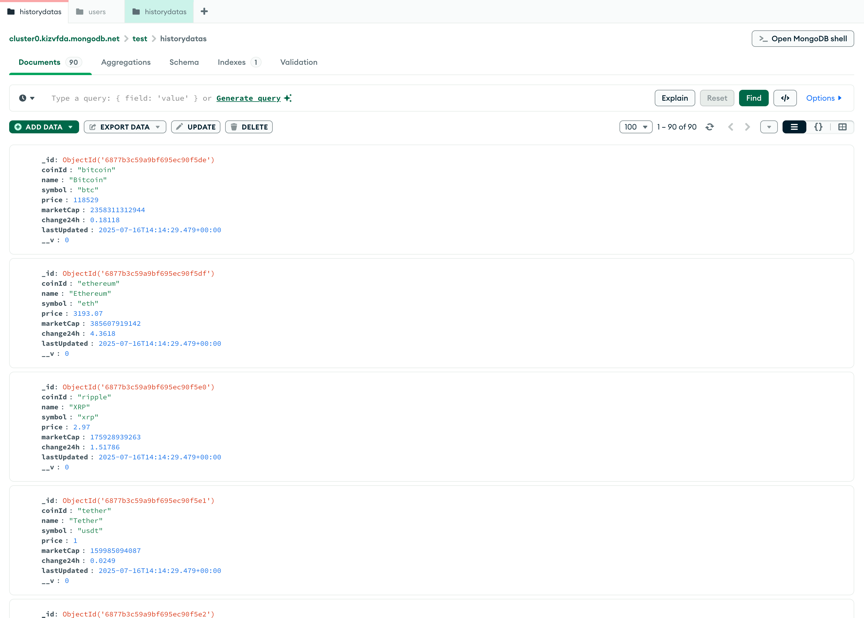 historydatas users historydatas +
cluster0.kizvfda.mongodb.net > test > historydatas
>_ Open MongoDB shell
Documents 90 Aggregations Schema Indexes 1 Validation
Type a query: { field: 'value' } or Generate query
Explain Reset Find </> Options
ADD DATA EXPORT DATA UPDATE DELETE
100 1 – 90 of 90 {}
_id: ObjectId('6877b3c59a9bf695ec90f5de')
coinId : "bitcoin"
name : "Bitcoin"
symbol : "btc"
price : 118529
marketCap : 2358311312944
change24h : 0.18118
lastUpdated : 2025-07-16T14:14:29.479+00:00
__v : 0
_id: ObjectId('6877b3c59a9bf695ec90f5df')
coinId : "ethereum"
name : "Ethereum"
symbol : "eth"
price : 3193.07
marketCap : 385607919142
change24h : 4.3618
lastUpdated : 2025-07-16T14:14:29.479+00:00
__v : 0
_id: ObjectId('6877b3c59a9bf695ec90f5e0')
coinId : "ripple"
name : "XRP"
symbol : "xrp"
price : 2.97
marketCap : 175928939263
change24h : 1.51786
lastUpdated : 2025-07-16T14:14:29.479+00:00
__v : 0
_id: ObjectId('6877b3c59a9bf695ec90f5e1')
coinId : "tether"
name : "Tether"
symbol : "usdt"
price : 1
marketCap : 159985094087
change24h : 0.0249
lastUpdated : 2025-07-16T14:14:29.479+00:00
__v : 0
_id: ObjectId('6877b3c59a9bf695ec90f5e2')